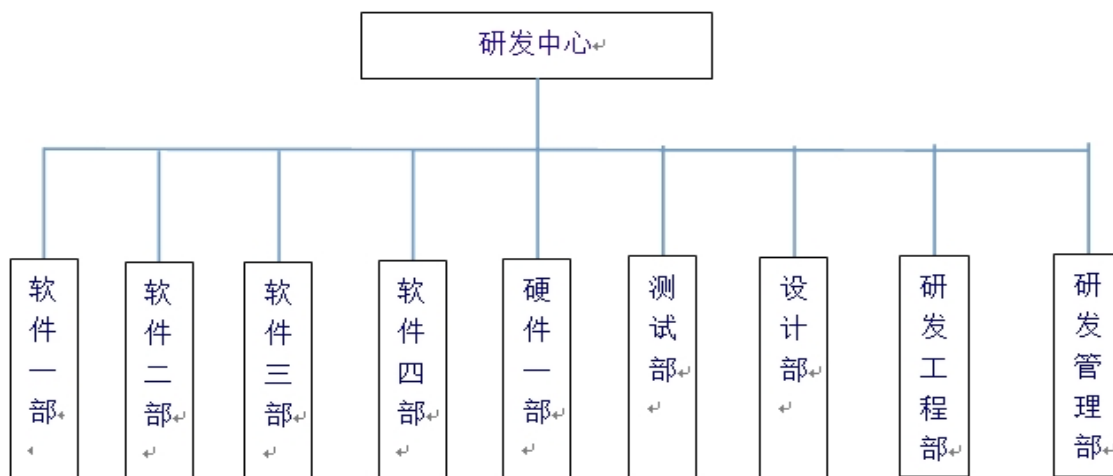 研发中心
软件一部
软件二部
软件三部
软件四部
硬件一部
测试部
设计部
研发工程部
研发管理部